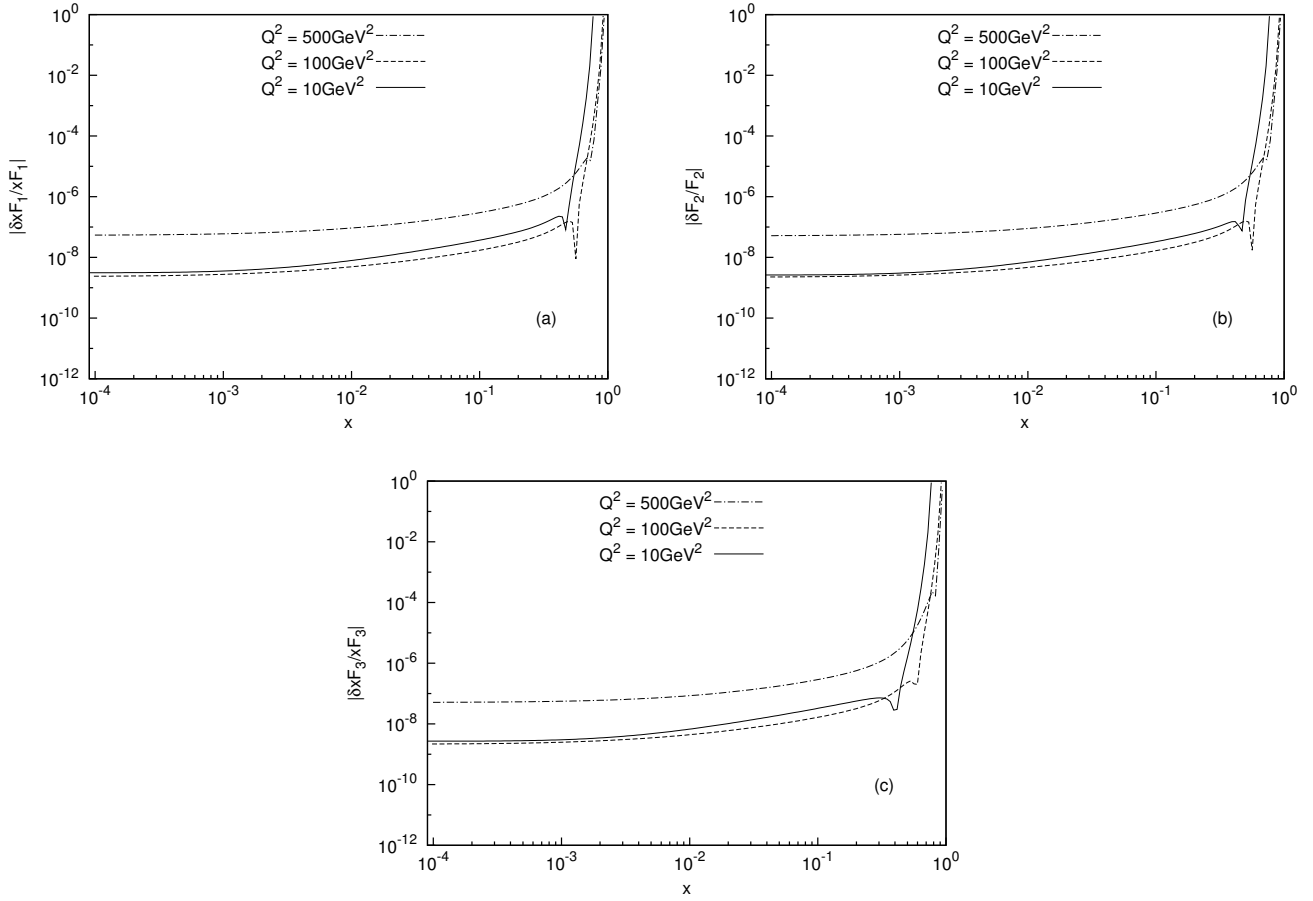 10^0
10^-2
10^-4
10^-6
10^-8
10^-10
10^-12
|δxF_1/xF_1|
Q^2 = 500GeV^2
Q^2 = 100GeV^2
Q^2 = 10GeV^2
(a)
10^-4 10^-3 10^-2 10^-1 10^0
x
10^0
10^-2
10^-4
10^-6
10^-8
10^-10
10^-12
|δF_2/F_2|
Q^2 = 500GeV^2
Q^2 = 100GeV^2
Q^2 = 10GeV^2
(b)
10^-4 10^-3 10^-2 10^-1 10^0
x
10^0
10^-2
10^-4
10^-6
10^-8
10^-10
10^-12
|δxF_3/xF_3|
Q^2 = 500GeV^2
Q^2 = 100GeV^2
Q^2 = 10GeV^2
(c)
10^-4 10^-3 10^-2 10^-1 10^0
x